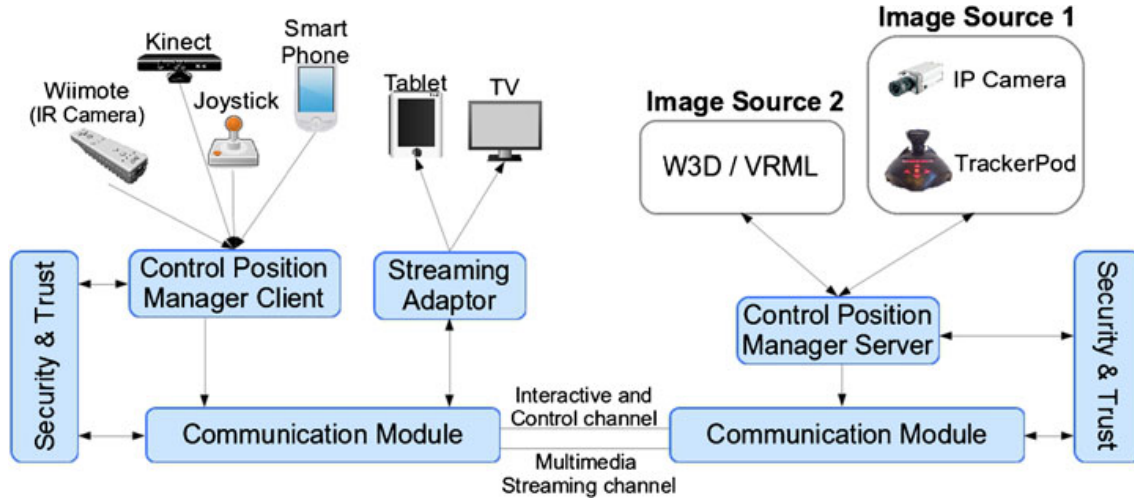 Image Source 1
Kinect
Smart
Phone
Wiimote
(IR Camera)
Joystick
Tablet
TV
Image Source 2
IP Camera
W3D / VRML
TrackerPod
Security & Trust
Control Position
Manager Client
Streaming
Adaptor
Control Position
Manager Server
Security & Trust
Communication Module
Interactive and
Control channel
Multimedia
Streaming channel
Communication Module